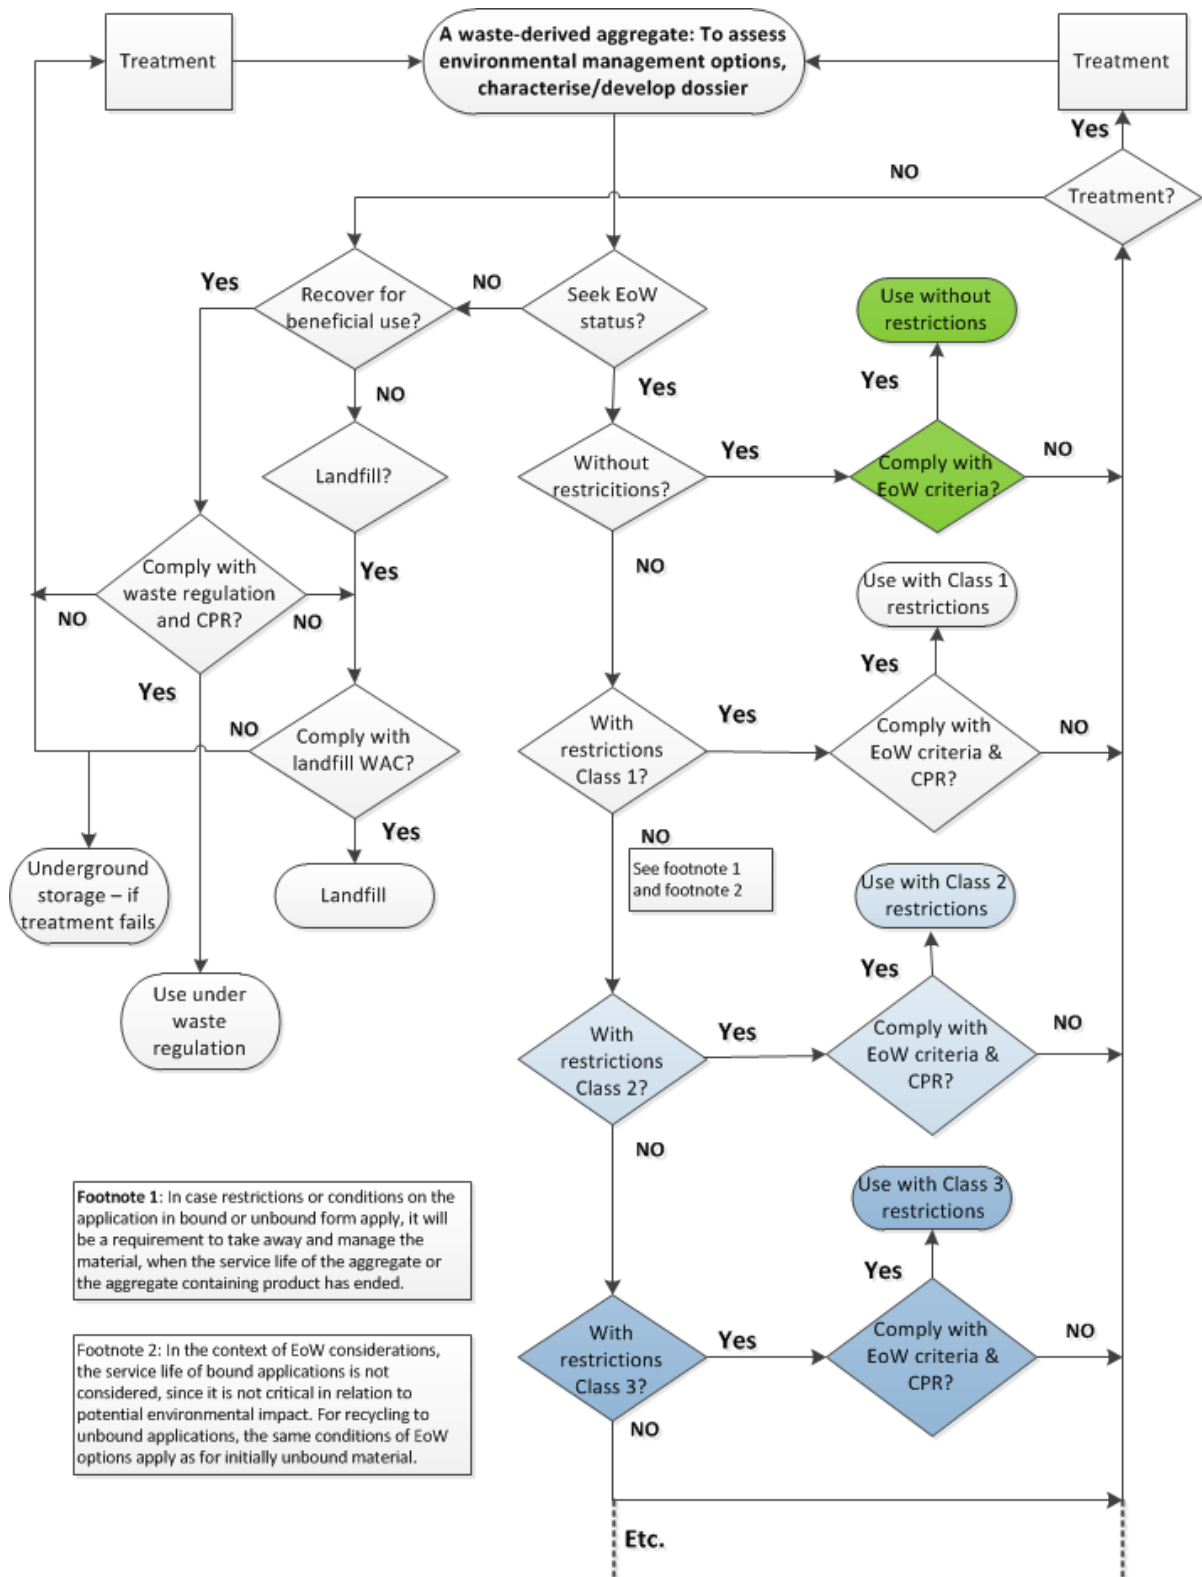 Treatment
A waste-derived aggregate: To assess
environmental management options,
characterise/develop dossier
Treatment
Yes
NO
Treatment?
Yes
Recover for
beneficial use?
NO
Seek EoW
status?
Use without
restrictions
NO
Yes
Yes
Landfill?
Without
restricitions?
Yes
Comply with
EoW criteria?
NO
Comply with
waste regulation
and CPR?
Yes
NO
NO
NO
Use with Class 1
restrictions
Yes
Yes
NO
Comply with
landfill WAC?
With
restrictions
Class 1?
Yes
Comply with
EoW criteria &
CPR?
NO
Yes
NO
Underground
storage – if
treatment fails
Landfill
See footnote 1
and footnote 2
Use with Class 2
restrictions
Yes
Use under
waste
regulation
With
restrictions
Class 2?
Yes
Comply with
EoW criteria &
CPR?
NO
NO
Footnote 1: In case restrictions or conditions on the
application in bound or unbound form apply, it will
be a requirement to take away and manage the
material, when the service life of the aggregate or
the aggregate containing product has ended.
Use with Class 3
restrictions
Yes
Footnote 2: In the context of EoW considerations,
the service life of bound applications is not
considered, since it is not critical in relation to
potential environmental impact. For recycling to
unbound applications, the same conditions of EoW
options apply as for initially unbound material.
With
restrictions
Class 3?
Yes
Comply with
EoW criteria &
CPR?
NO
NO
Etc.